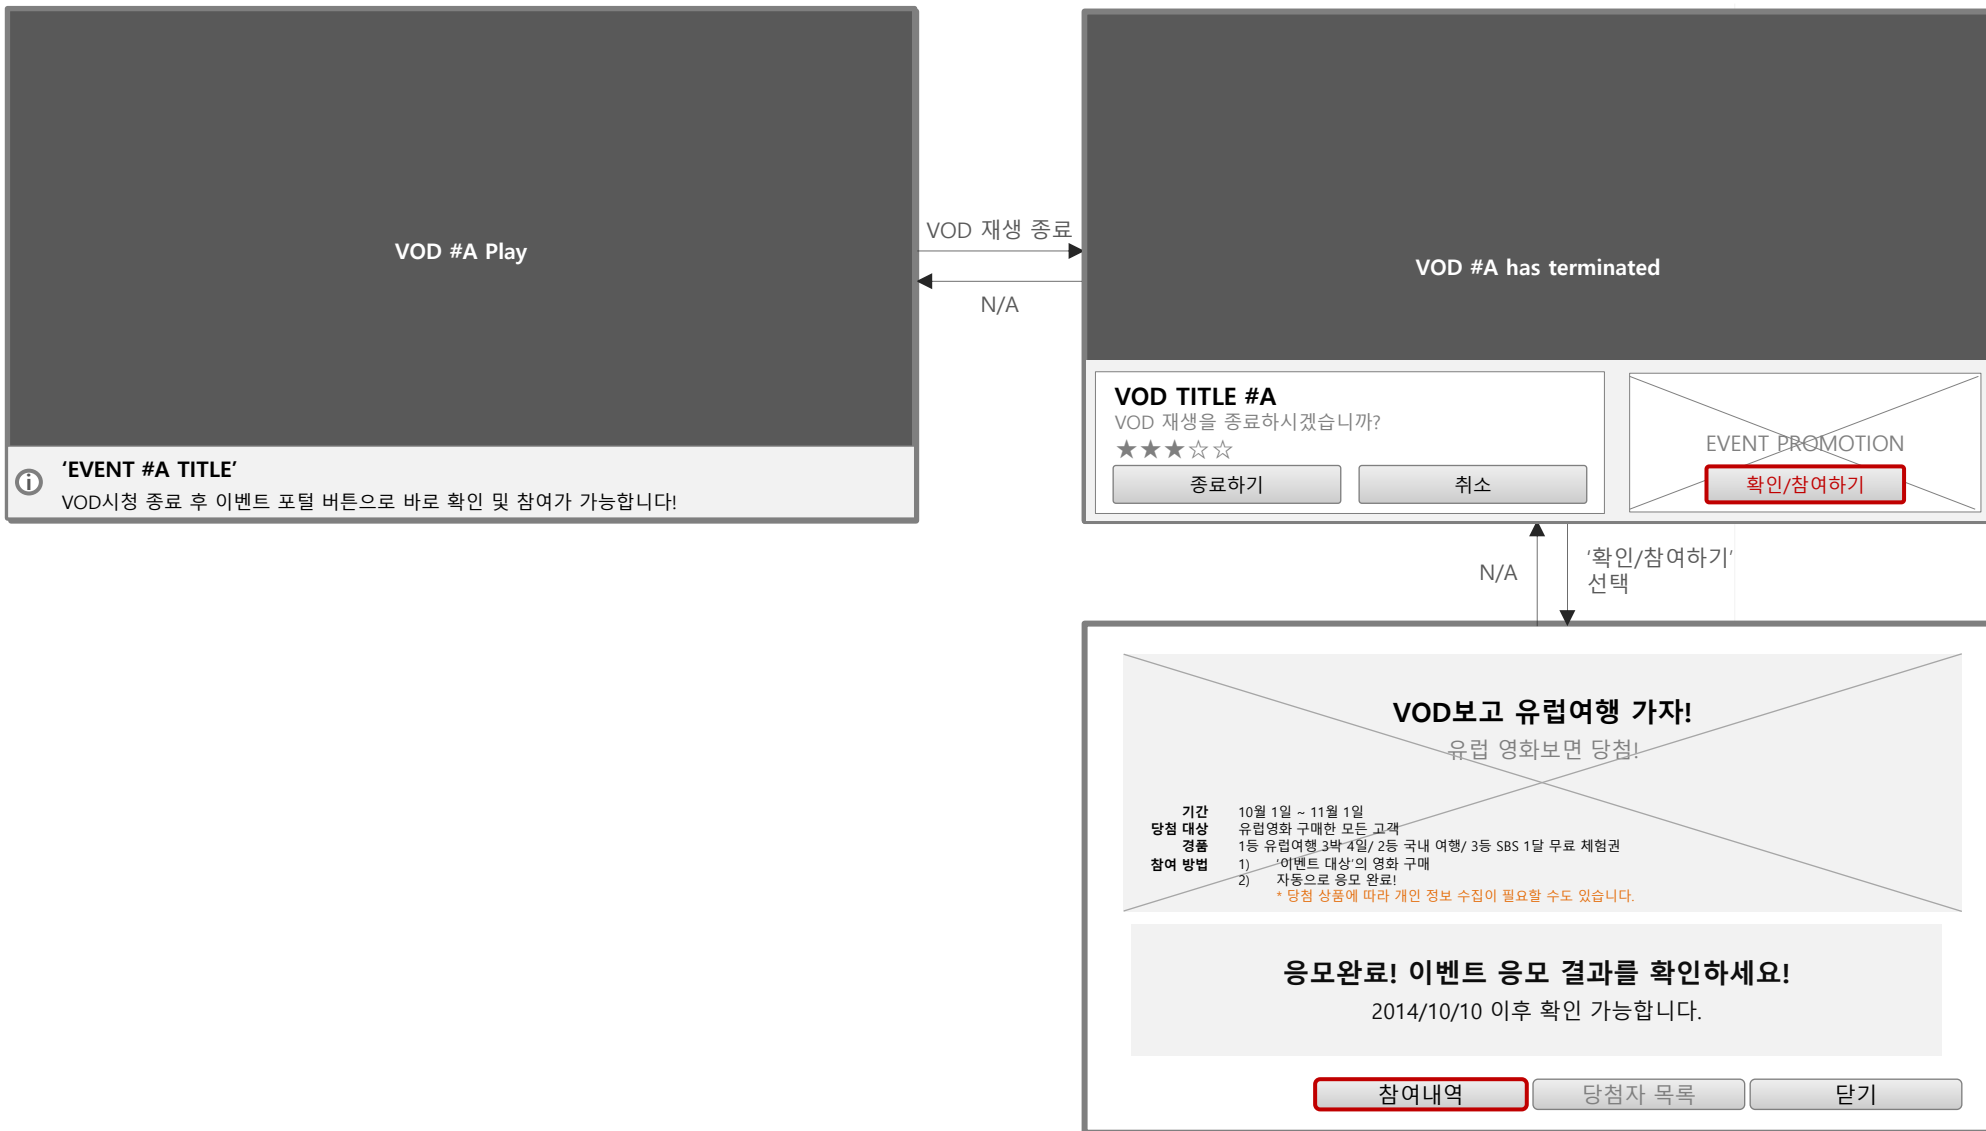 VOD #A Play
‘EVENT #A TITLE’
VOD시청 종료 후 이벤트 포털 버튼으로 바로 확인 및 참여가 가능합니다!
VOD 재생 종료
N/A
VOD #A has terminated
VOD TITLE #A
VOD 재생을 종료하시겠습니까?
★★★☆☆
종료하기
취소
EVENT PROMOTION
확인/참여하기
N/A
‘확인/참여하기’
선택
VOD보고 유럽여행 가자!
유럽 영화보면 당첨!
기간 10월 1일 ~ 11월 1일
당첨 대상 유럽영화 구매한 모든 고객
경품 1등 유럽여행 3박 4일/ 2등 국내 여행/ 3등 SBS 1달 무료 체험권
참여 방법 1) ‘이벤트 대상’의 영화 구매
2) 자동으로 응모 완료!
* 당첨 상품에 따라 개인 정보 수집이 필요할 수도 있습니다.
응모완료! 이벤트 응모 결과를 확인하세요!
2014/10/10 이후 확인 가능합니다.
참여내역
당첨자 목록
닫기